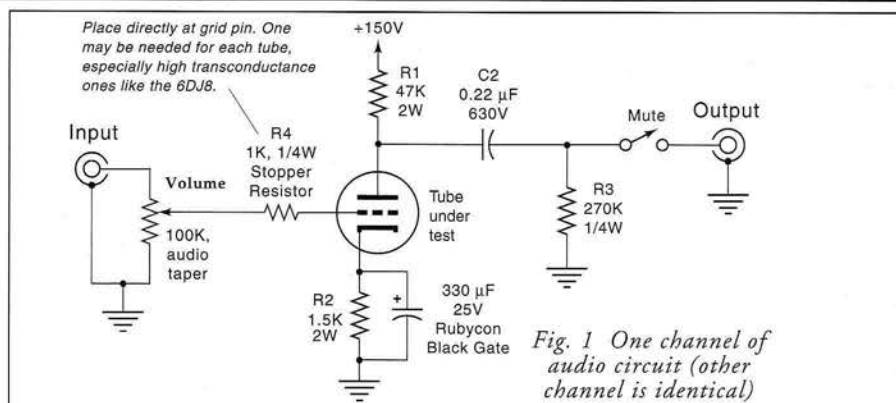 Place directly at grid pin. One
may be needed for each tube,
especially high transconductance
ones like the 6DJ8.
+150V
R1
47K
2W
C2
0.22 µF
630V
Mute
Output
Input
R4
1K, 1/4W
Stopper
Resistor
Volume
100K,
audio
taper
Tube
under
test
R3
270K
1/4W
R2
1.5K
2W
+
330 µF
25V
Rubycon
Black Gate
Fig. 1 One channel of
audio circuit (other
channel is identical)